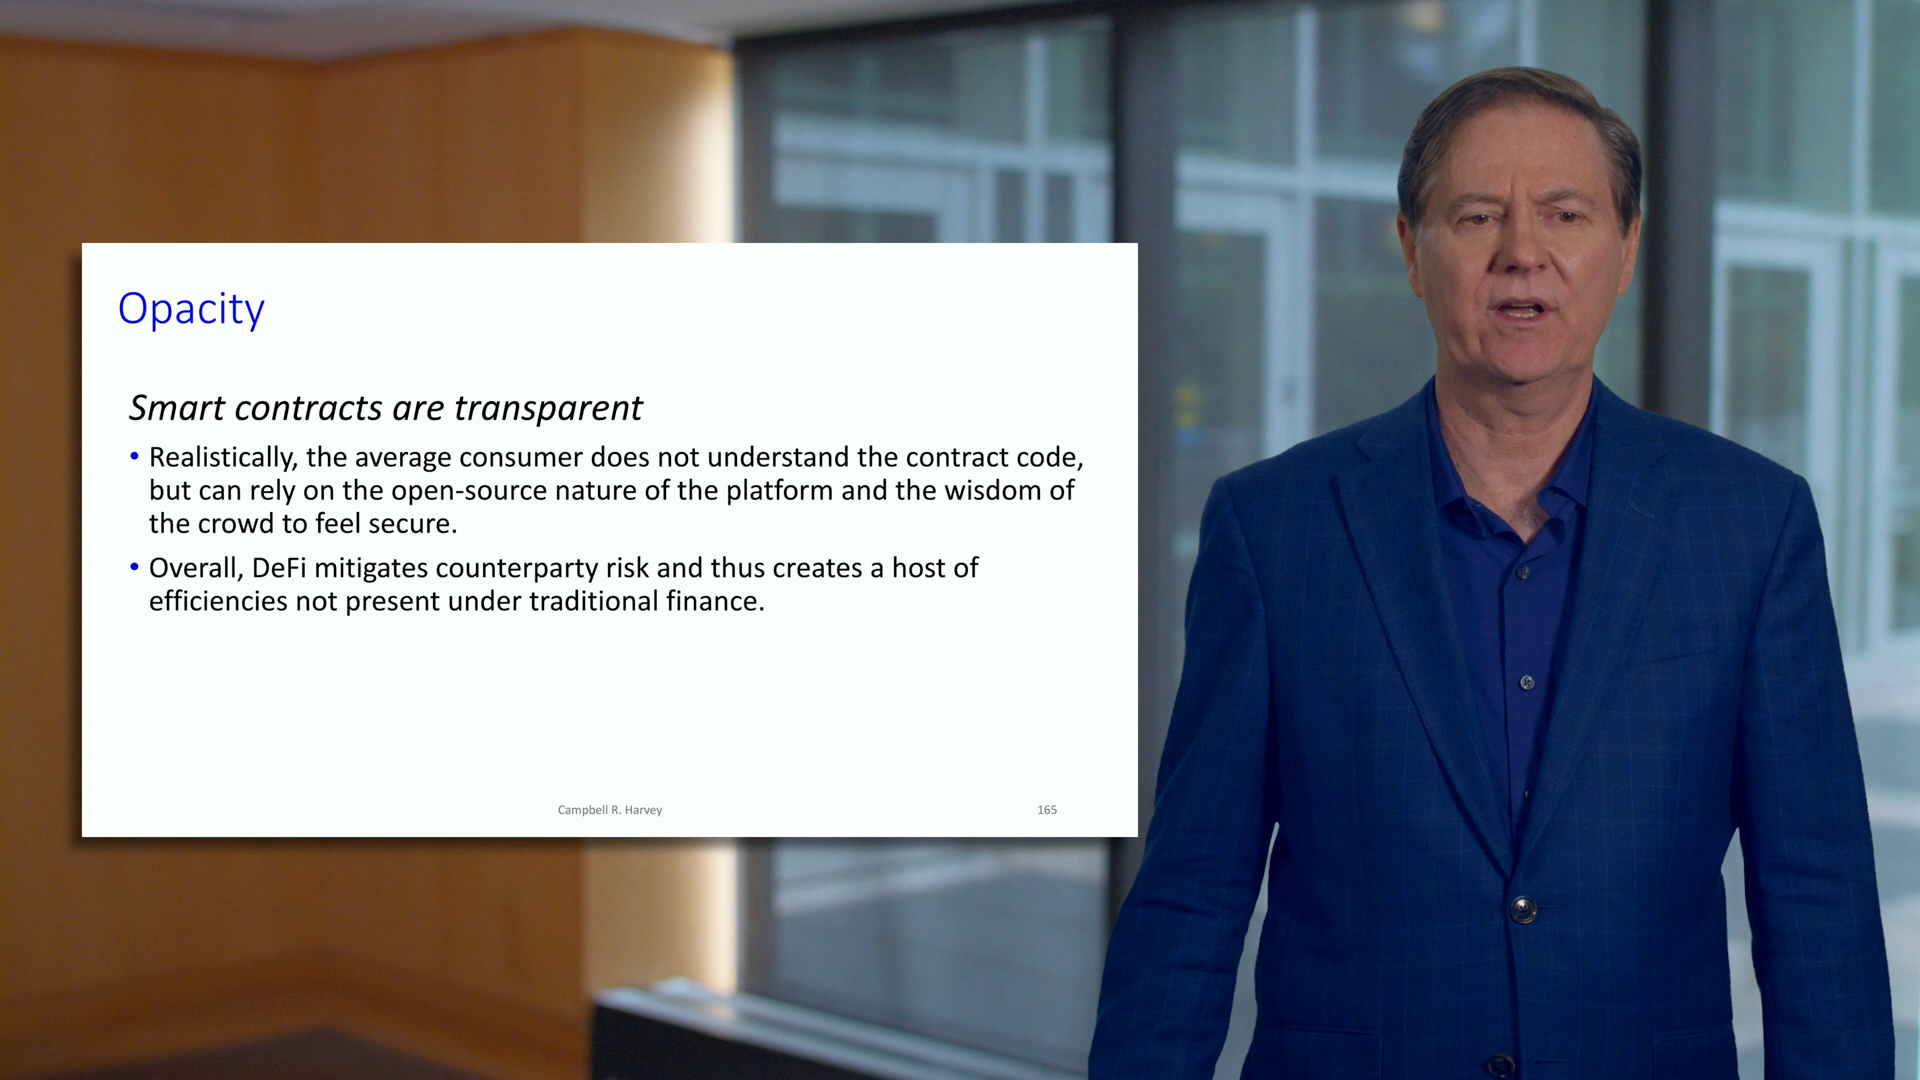 Opacity
Smart contracts are transparent
• Realistically, the average consumer does not understand the contract code,
but can rely on the open-source nature of the platform and the wisdom of
the crowd to feel secure.
• Overall, DeFi mitigates counterparty risk and thus creates a host of
efficiencies not present under traditional finance.
Campbell R. Harvey
165